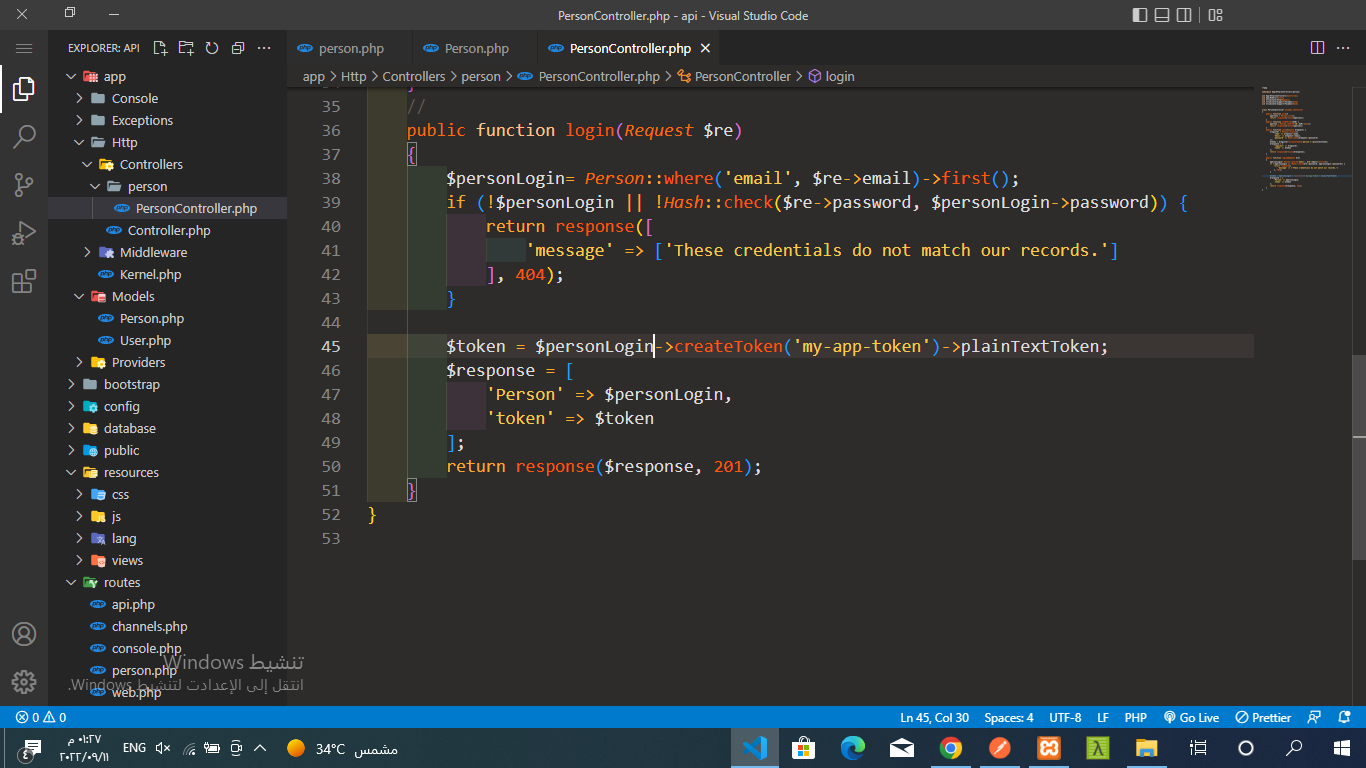 PersonController.php - api - Visual Studio Code
EXPLORER: API
person.php
Person.php
PersonController.php
app > Http > Controllers > person > PersonController.php > PersonController > login
app
Console
Exceptions
Http
Controllers
person
PersonController.php
Controller.php
Middleware
Kernel.php
Models
Person.php
User.php
Providers
bootstrap
config
database
public
resources
css
js
lang
views
routes
api.php
channels.php
console.php
person.php
web.php
35 //
36 public function login(Request $re)
37 {
38 $personLogin= Person::where('email', $re->email)->first();
39 if (!$personLogin || !Hash::check($re->password, $personLogin->password)) {
40 return response([
41 'message' => ['These credentials do not match our records.']
42 ], 404);
43 }
44
45 $token = $personLogin->createToken('my-app-token')->plainTextToken;
46 $response = [
47 'Person' => $personLogin,
48 'token' => $token
49 ];
50 return response($response, 201);
51 }
52 }
53
تنشيط Windows
انتقل إلى الإعدادت لتنشيط Windows.
0 0
Ln 45, Col 30
Spaces: 4
UTF-8
LF
PHP
Go Live
Prettier
٤
٠١:٢٧ م
٢٠٢٢/٠٩/١١
ENG
34°C مشمس